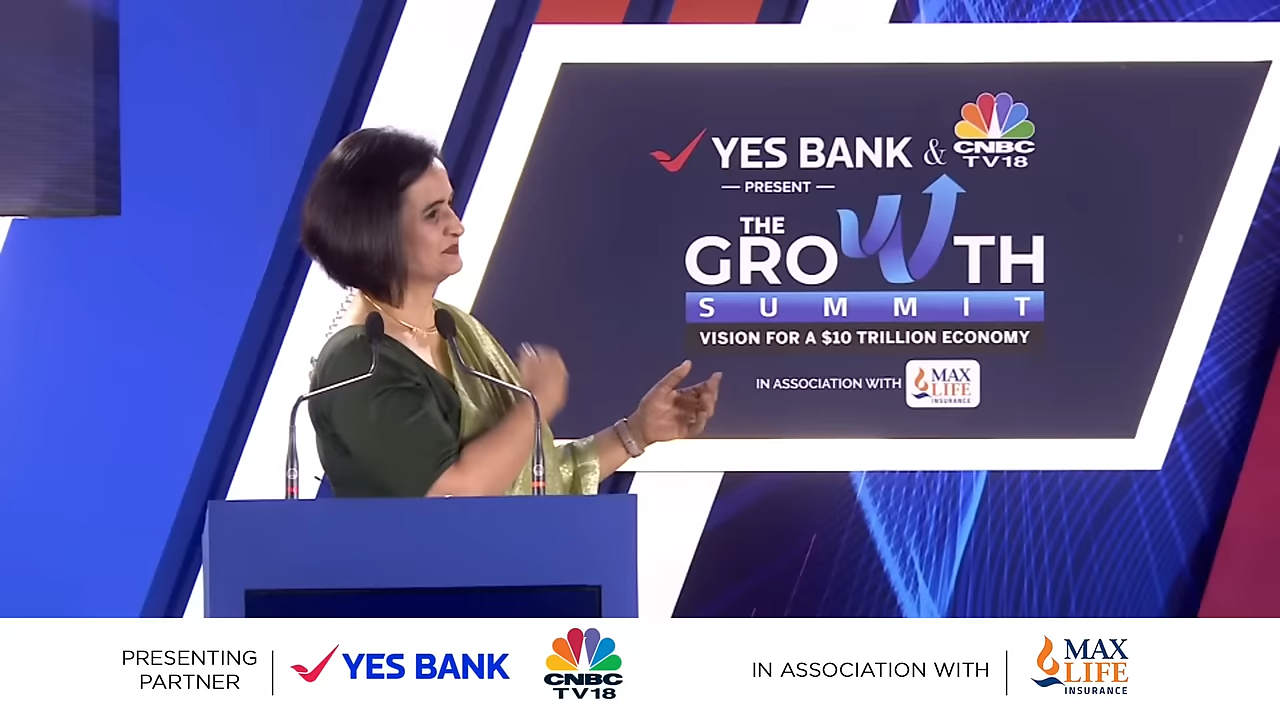 YES BANK & CNBC TV18
— PRESENT —
THE
GROWTH
SUMMIT
VISION FOR A $10 TRILLION ECONOMY
IN ASSOCIATION WITH MAX LIFE INSURANCE
PRESENTING
PARTNER
YES BANK
CNBC
TV18
IN ASSOCIATION WITH
MAX
LIFE
INSURANCE